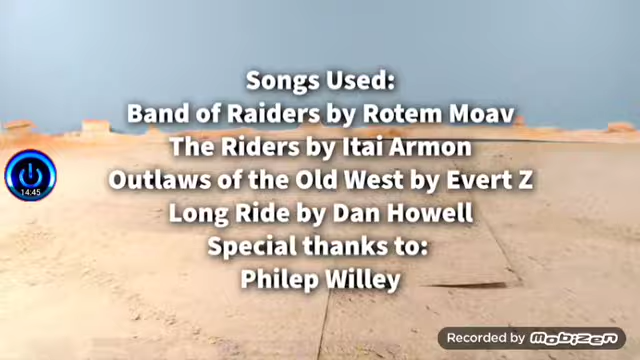 Songs Used:
Band of Raiders by Rotem Moav
The Riders by Itai Armon
Outlaws of the Old West by Evert Z
14:45
Long Ride by Dan Howell
Special thanks to:
Philep Willey
Recorded by Mobizen